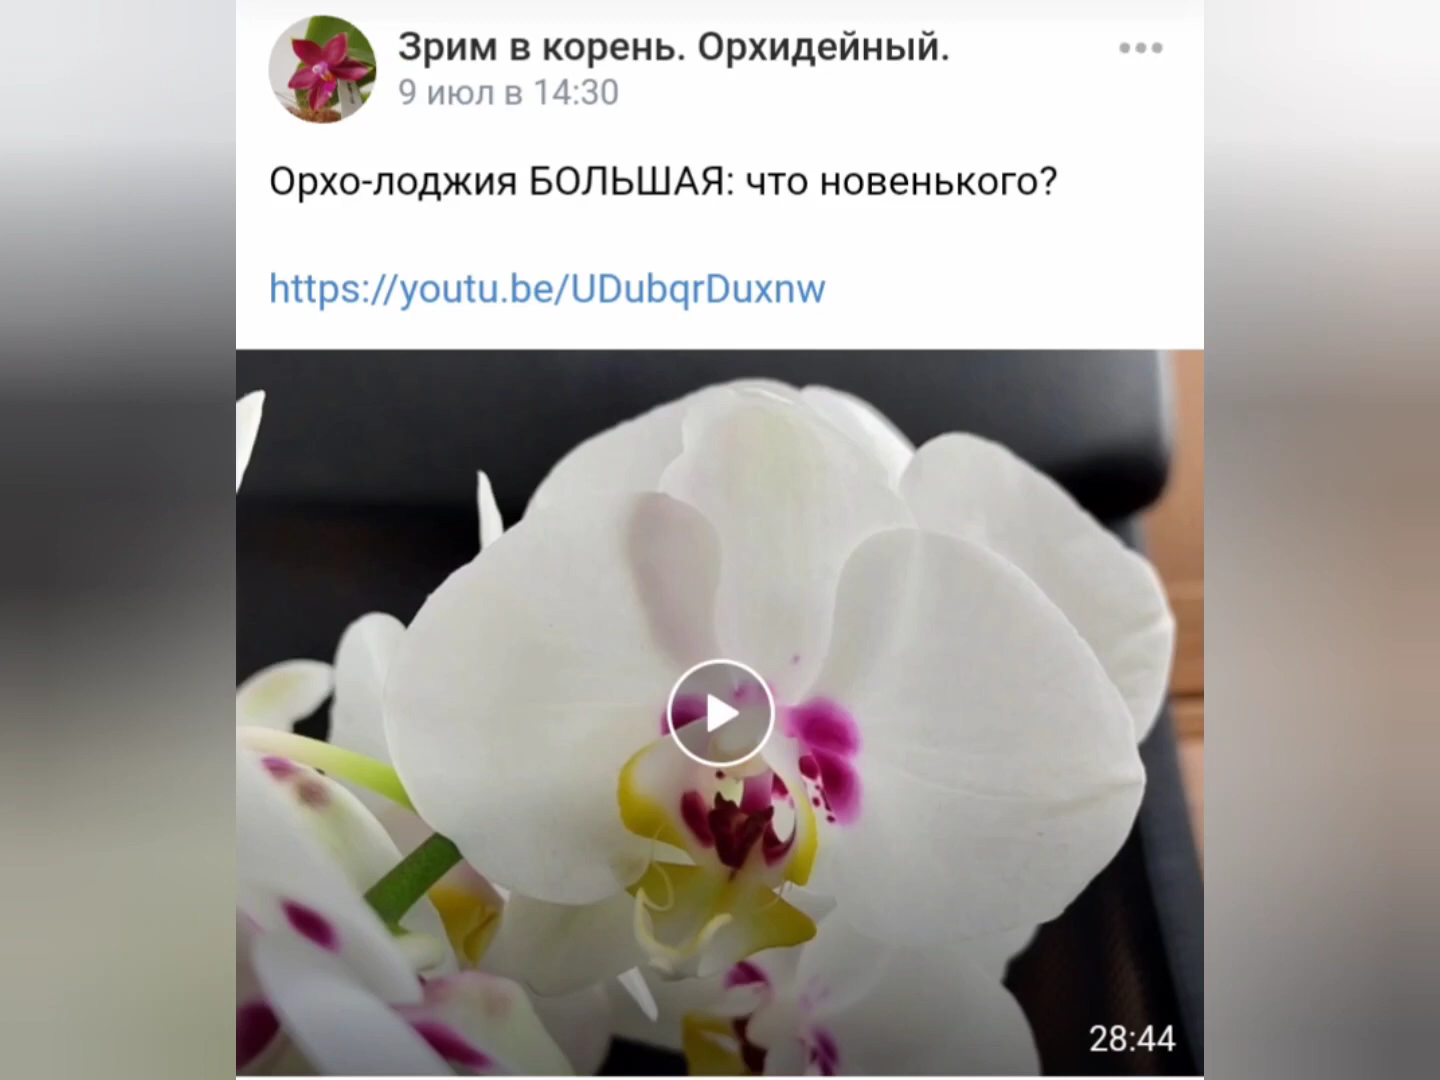 Зрим в корень. Орхидейный.
9 июл в 14:30
Орхо-лоджия БОЛЬШАЯ: что новенького?
https://youtu.be/UDubqrDuxnw
28:44